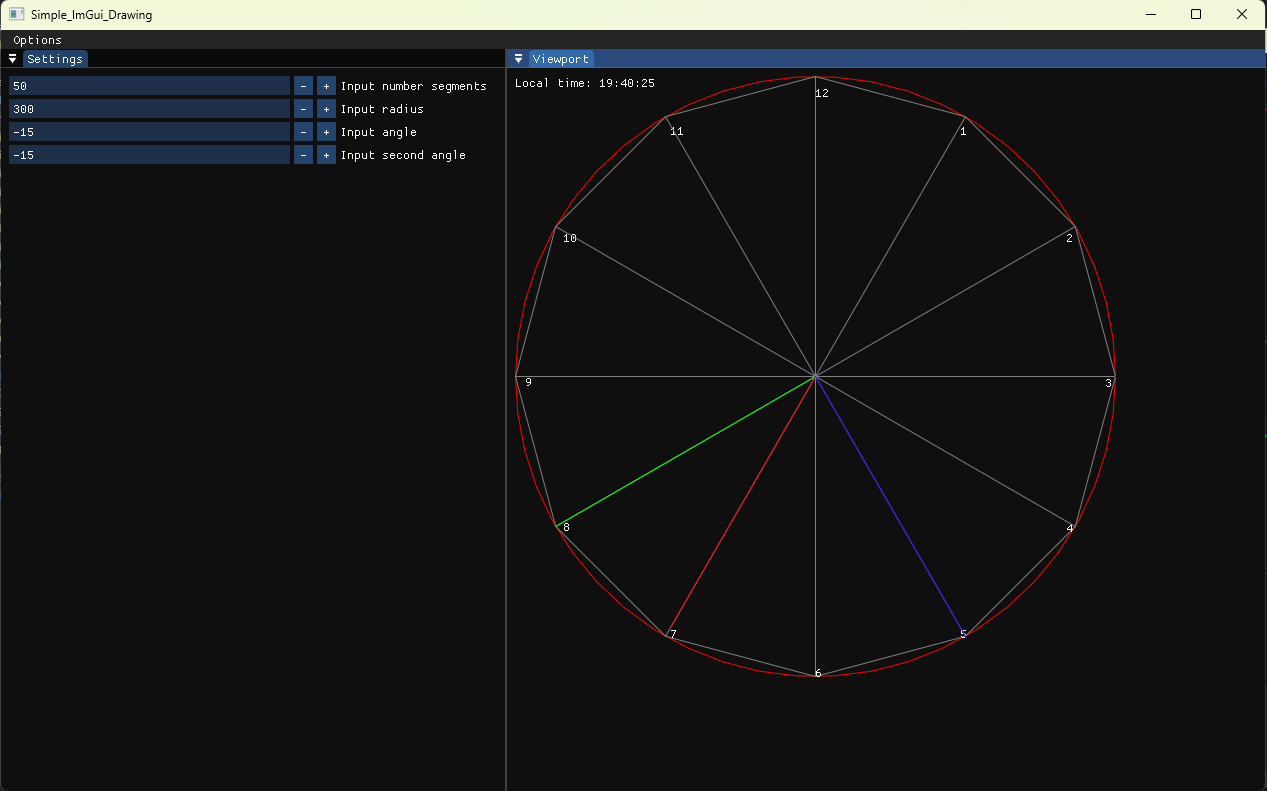 Simple_ImGui_Drawing
Options
Settings
50 - + Input number segments
300 - + Input radius
-15 - + Input angle
-15 - + Input second angle
Viewport
Local time: 19:40:25
12
11
1
10
2
9
3
8
4
7
5
6